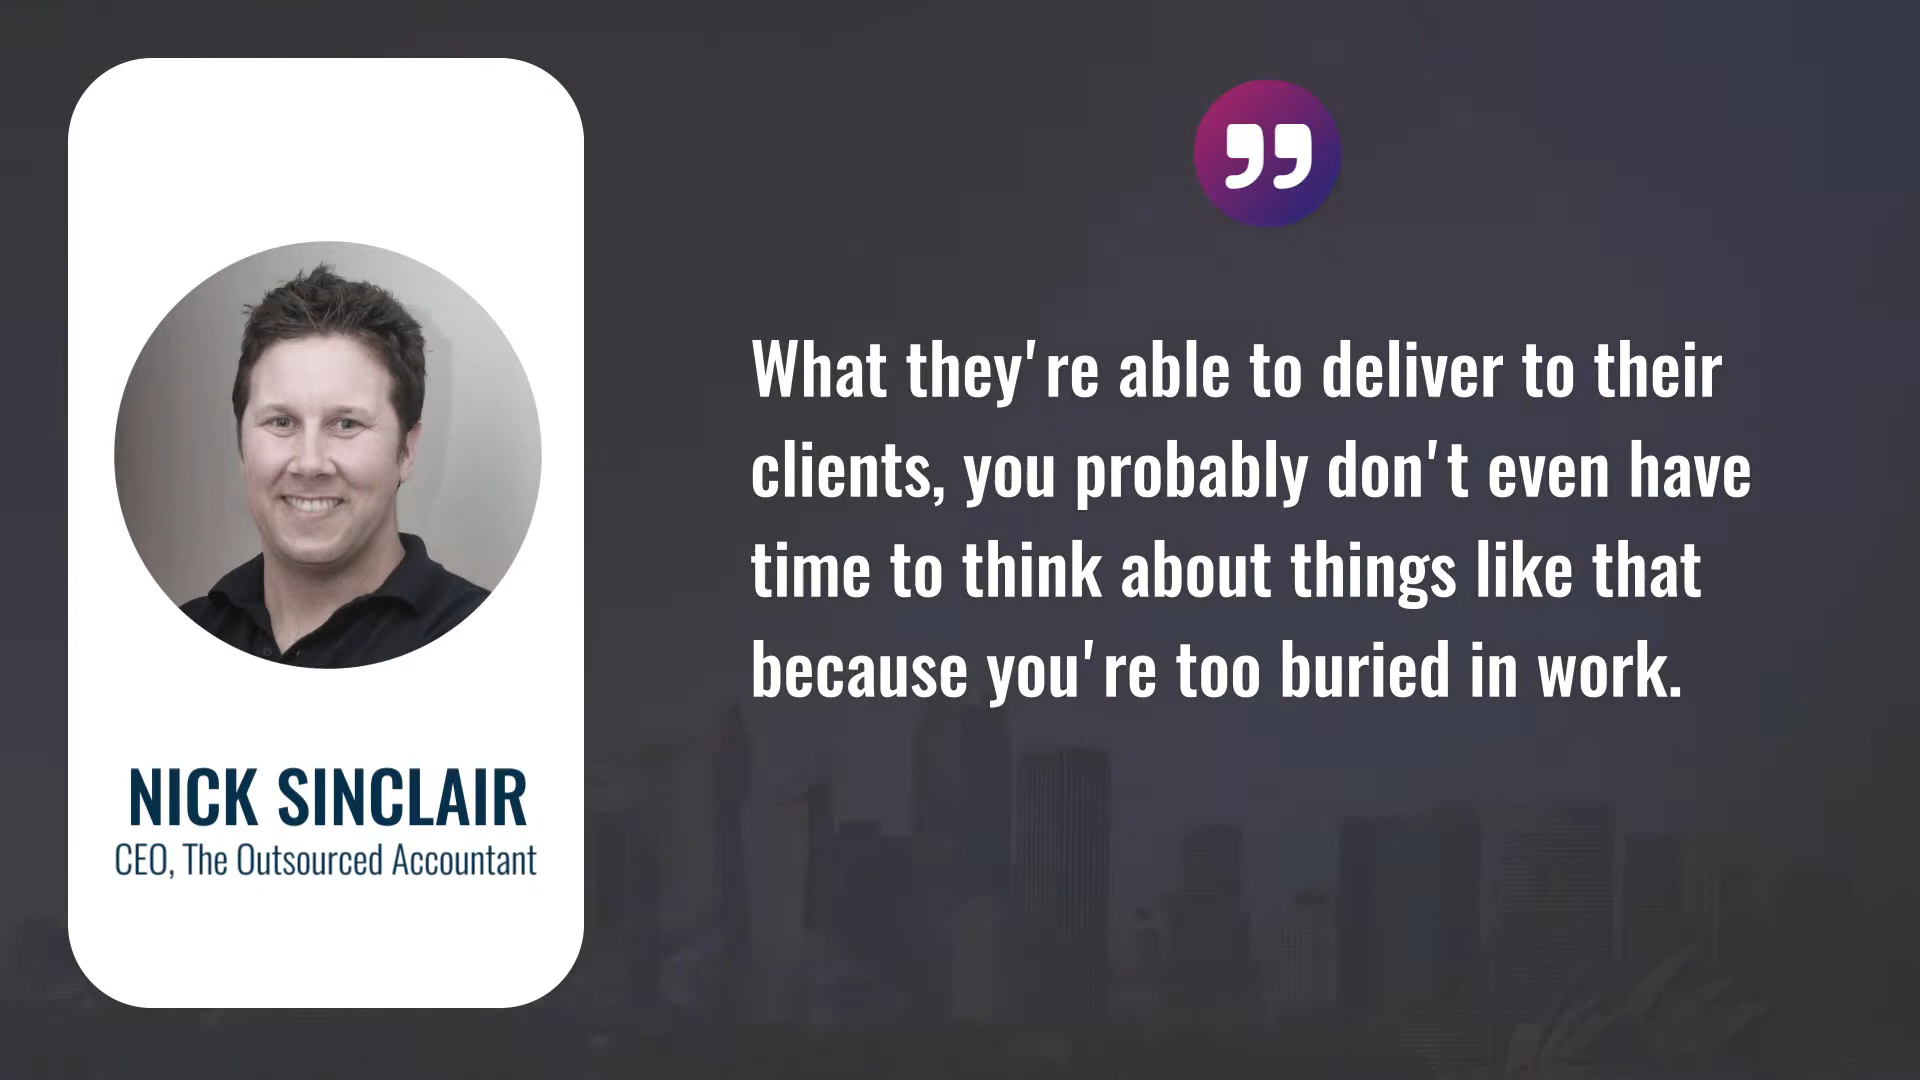 NICK SINCLAIR
CEO, The Outsourced Accountant
What they're able to deliver to their
clients, you probably don't even have
time to think about things like that
because you're too buried in work.